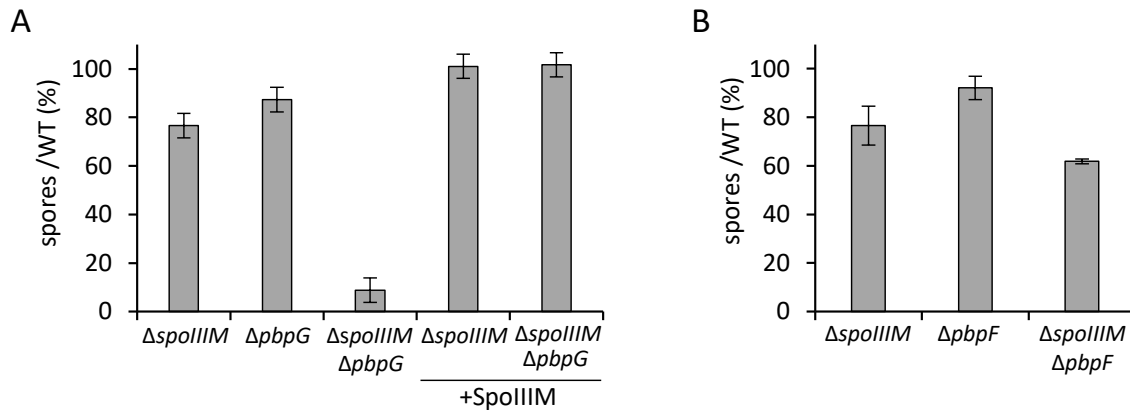 A
spores /WT (%)
100
80
60
40
20
0
ΔspoIIIM
ΔpbpG
ΔspoIIIM
ΔpbpG
ΔspoIIIM
ΔspoIIIM
ΔpbpG
+SpoIIIM
B
spores /WT (%)
100
80
60
40
20
0
ΔspoIIIM
ΔpbpF
ΔspoIIIM
ΔpbpF